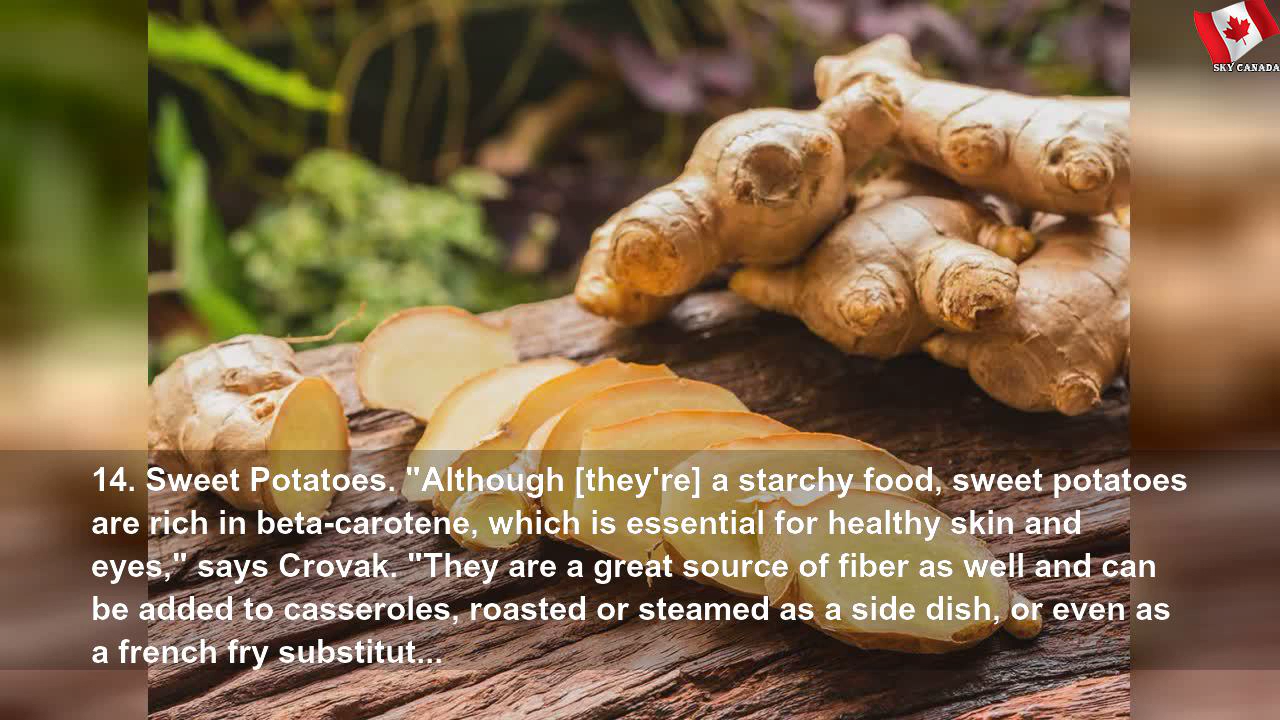 SKY CANADA
14. Sweet Potatoes. "Although [they're] a starchy food, sweet potatoes
are rich in beta-carotene, which is essential for healthy skin and
eyes," says Crovak. "They are a great source of fiber as well and can
be added to casseroles, roasted or steamed as a side dish, or even as
a french fry substitut...